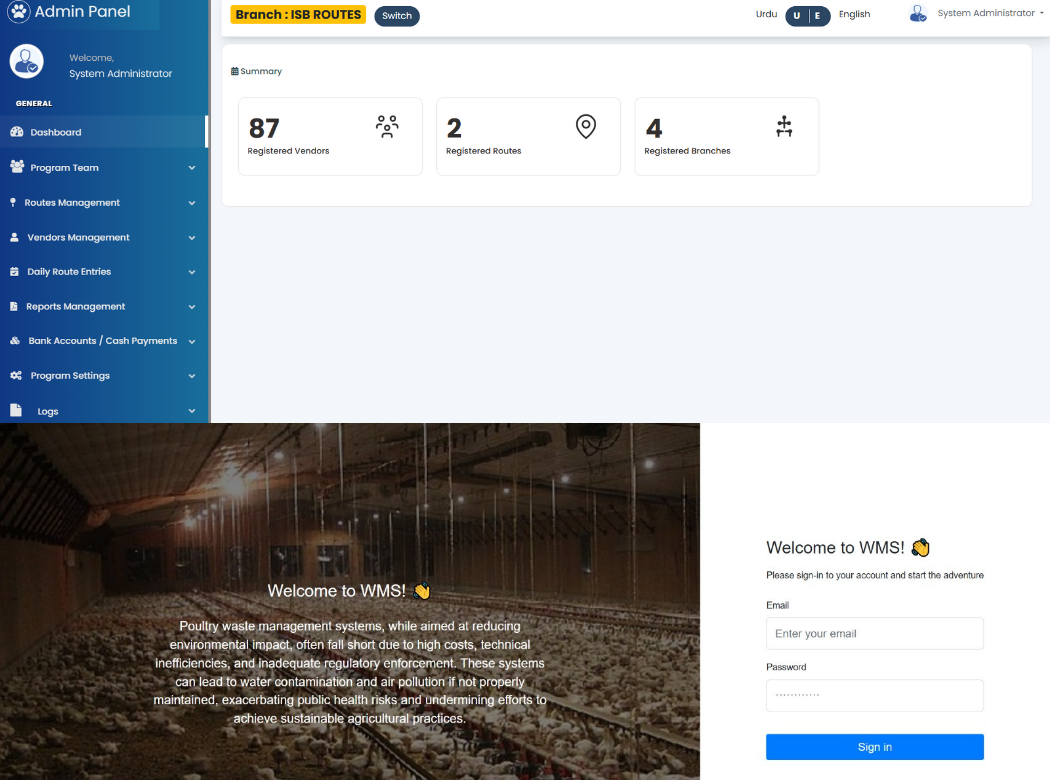 Admin Panel
Branch : ISB ROUTES
Switch
Urdu
U | E
English
System Administrator
Welcome,
System Administrator
GENERAL
Dashboard
Program Team
Routes Management
Vendors Management
Daily Route Entries
Reports Management
Bank Accounts / Cash Payments
Program Settings
Logs
Summary
87
Registered Vendors
2
Registered Routes
4
Registered Branches
Welcome to WMS! 👏
Poultry waste management systems, while aimed at reducing
environmental impact, often fall short due to high costs, technical
inefficiencies, and inadequate regulatory enforcement. These systems
can lead to water contamination and air pollution if not properly
maintained, exacerbating public health risks and undermining efforts to
achieve sustainable agricultural practices.
Welcome to WMS! 👏
Please sign-in to your account and start the adventure
Email
Enter your email
Password
············
Sign in